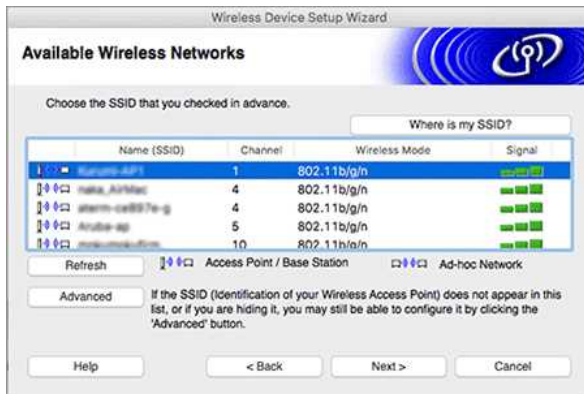 Wireless Device Setup Wizard
Available Wireless Networks
Choose the SSID that you checked in advance.
Where is my SSID?
Name (SSID) Channel Wireless Mode Signal
1 802.11b/g/n
4 802.11b/g/n
4 802.11b/g/n
5 802.11b/g/n
10 802.11b/g/n
Refresh Access Point / Base Station Ad-hoc Network
Advanced If the SSID (Identification of your Wireless Access Point) does not appear in this
list, or if you are hiding it, you may still be able to configure it by clicking the
'Advanced' button.
Help < Back Next > Cancel